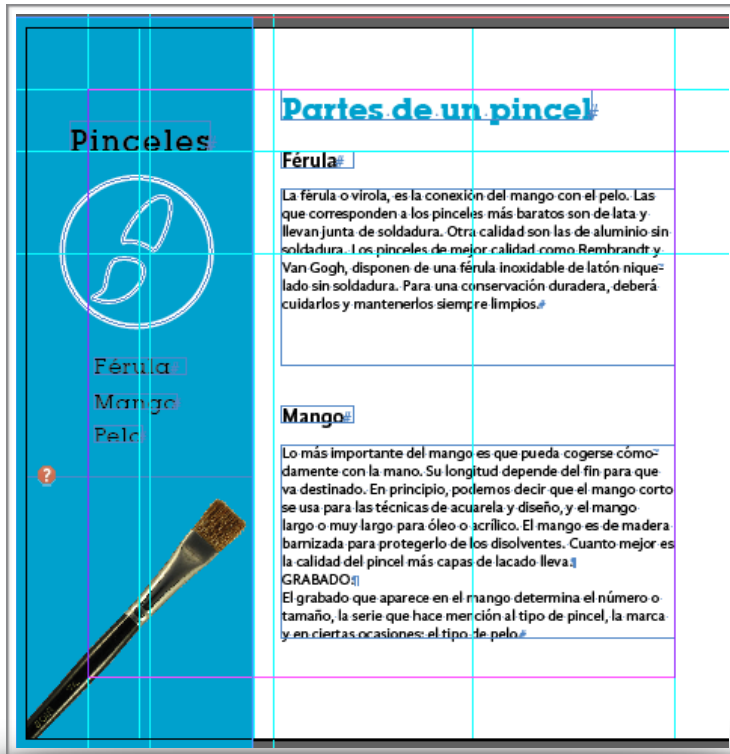 Pinceles
Férula
Mango
Pelo
?
Partes de un pincel
Férula
La férula o virola, es la conexión del mango con el pelo. Las
que corresponden a los pinceles más baratos son de lata y
llevan junta de soldadura. Otra calidad son las de aluminio sin
soldadura. Los pinceles de mejor calidad como Rembrandt y
Van Gogh, disponen de una férula inoxidable de latón nique-
lado sin soldadura. Para una conservación duradera, deberá
cuidarlos y mantenerlos siempre limpios.
Mango
Lo más importante del mango es que pueda cogerse cómo-
damente con la mano. Su longitud depende del fin para que
va destinado. En principio, podemos decir que el mango corto
se usa para las técnicas de acuarela y diseño, y el mango
largo o muy largo para óleo o acrílico. El mango es de madera
barnizada para protegerlo de los disolventes. Cuanto mejor es
la calidad del pincel más capas de lacado lleva.
GRABADO:
El grabado que aparece en el mango determina el número o
tamaño, la serie que hace mención al tipo de pincel, la marca
y en ciertas ocasiones: el tipo de pelo